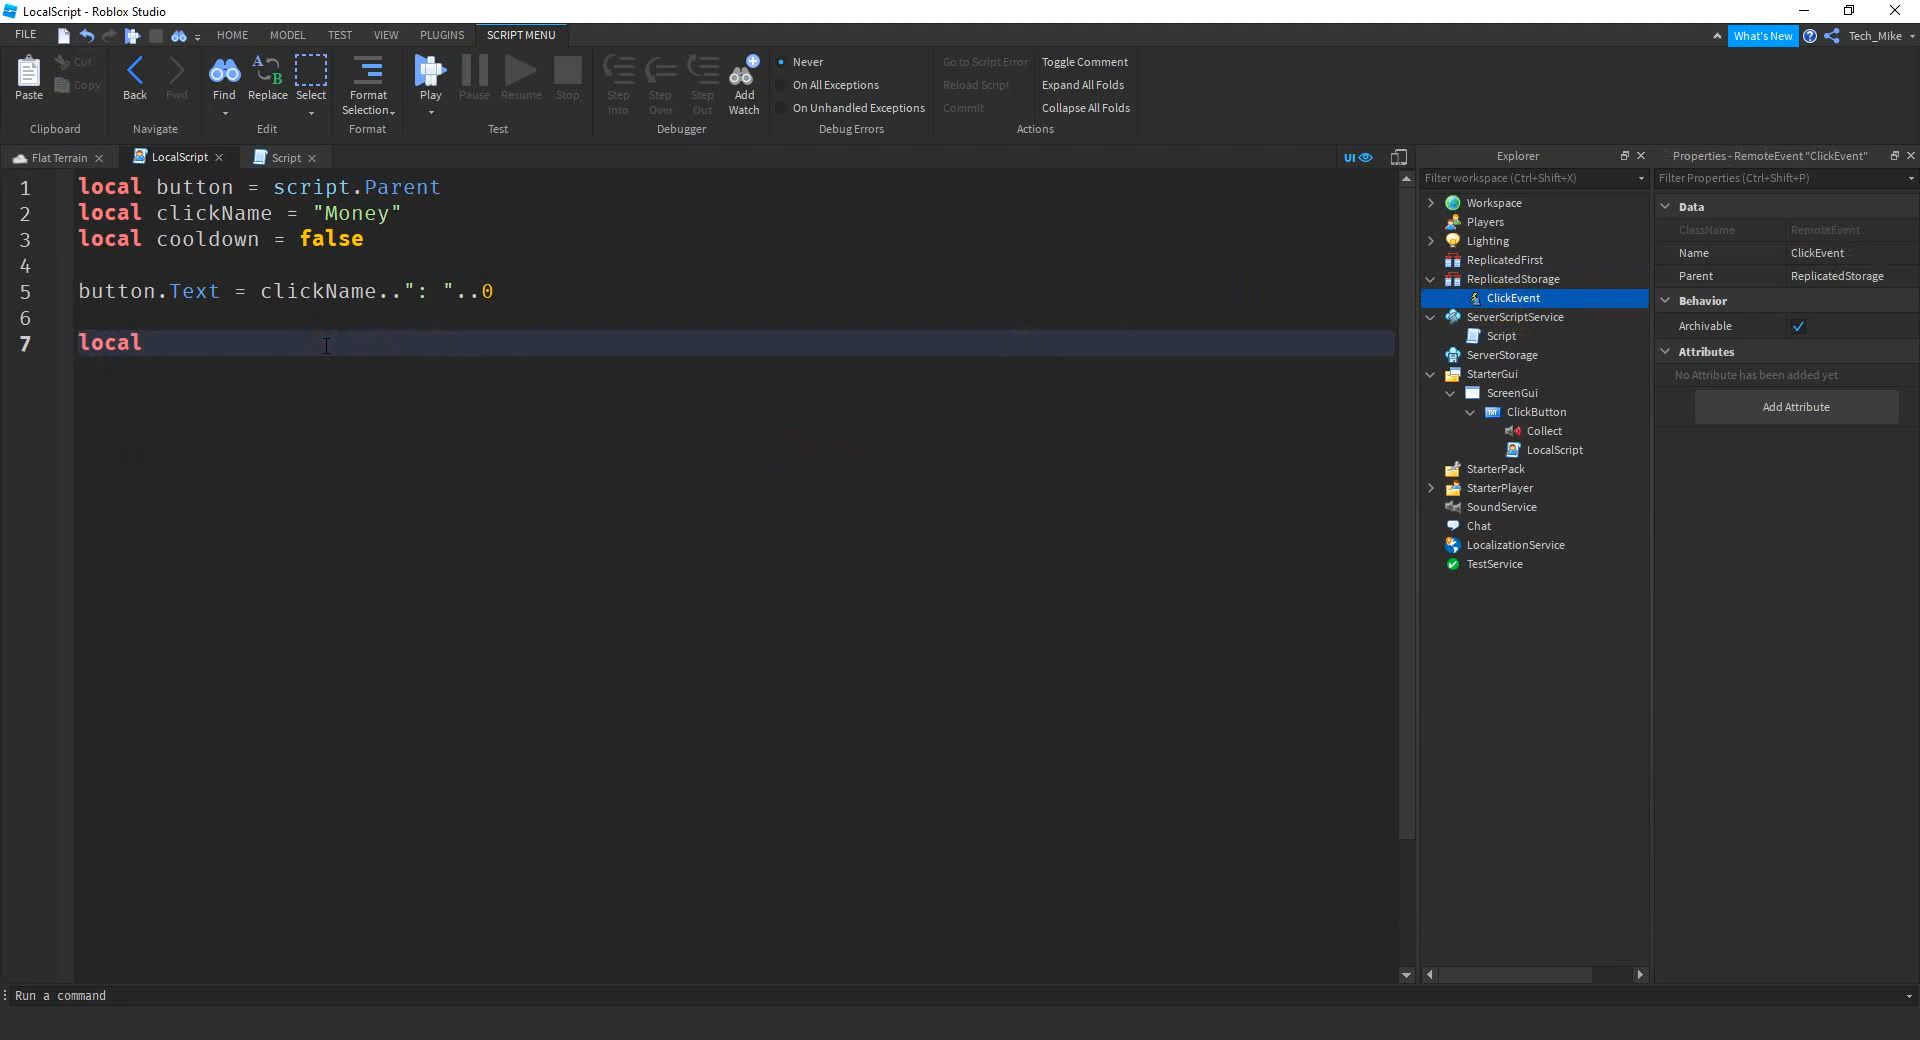 LocalScript - Roblox Studio
FILE HOME MODEL TEST VIEW PLUGINS SCRIPT MENU What's New Tech_Mike
Paste Cut Copy
Clipboard
Back Fwd
Navigate
Find Replace Select
Edit
Format Selection
Format
Play Pause Resume Stop
Test
Step Into Step Over Step Out Add Watch
Debugger
Never
On All Exceptions
On Unhandled Exceptions
Debug Errors
Go to Script Error
Reload Script
Commit
Toggle Comment
Expand All Folds
Collapse All Folds
Actions
Flat Terrain LocalScript Script UI
1 local button = script.Parent
2 local clickName = "Money"
3 local cooldown = false
4
5 button.Text = clickName..": "..0
6
7 local
Explorer
Filter workspace (Ctrl+Shift+X)
Workspace
Players
Lighting
ReplicatedFirst
ReplicatedStorage
ClickEvent
ServerScriptService
Script
ServerStorage
StarterGui
ScreenGui
ClickButton
Collect
LocalScript
StarterPack
StarterPlayer
SoundService
Chat
LocalizationService
TestService
Properties - RemoteEvent "ClickEvent"
Filter Properties (Ctrl+Shift+P)
Data
ClassName RemoteEvent
Name ClickEvent
Parent ReplicatedStorage
Behavior
Archivable
Attributes
No Attribute has been added yet
Add Attribute
Run a command